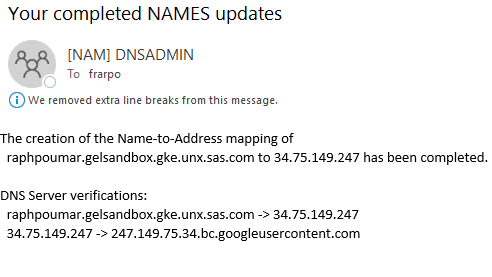 Your completed NAMES updates
[NAM] DNSADMIN
To frarpo
We removed extra line breaks from this message.
The creation of the Name-to-Address mapping of
raphpoumar.gelsandbox.gke.unx.sas.com to 34.75.149.247 has been completed.
DNS Server verifications:
raphpoumar.gelsandbox.gke.unx.sas.com -> 34.75.149.247
34.75.149.247 -> 247.149.75.34.bc.googleusercontent.com